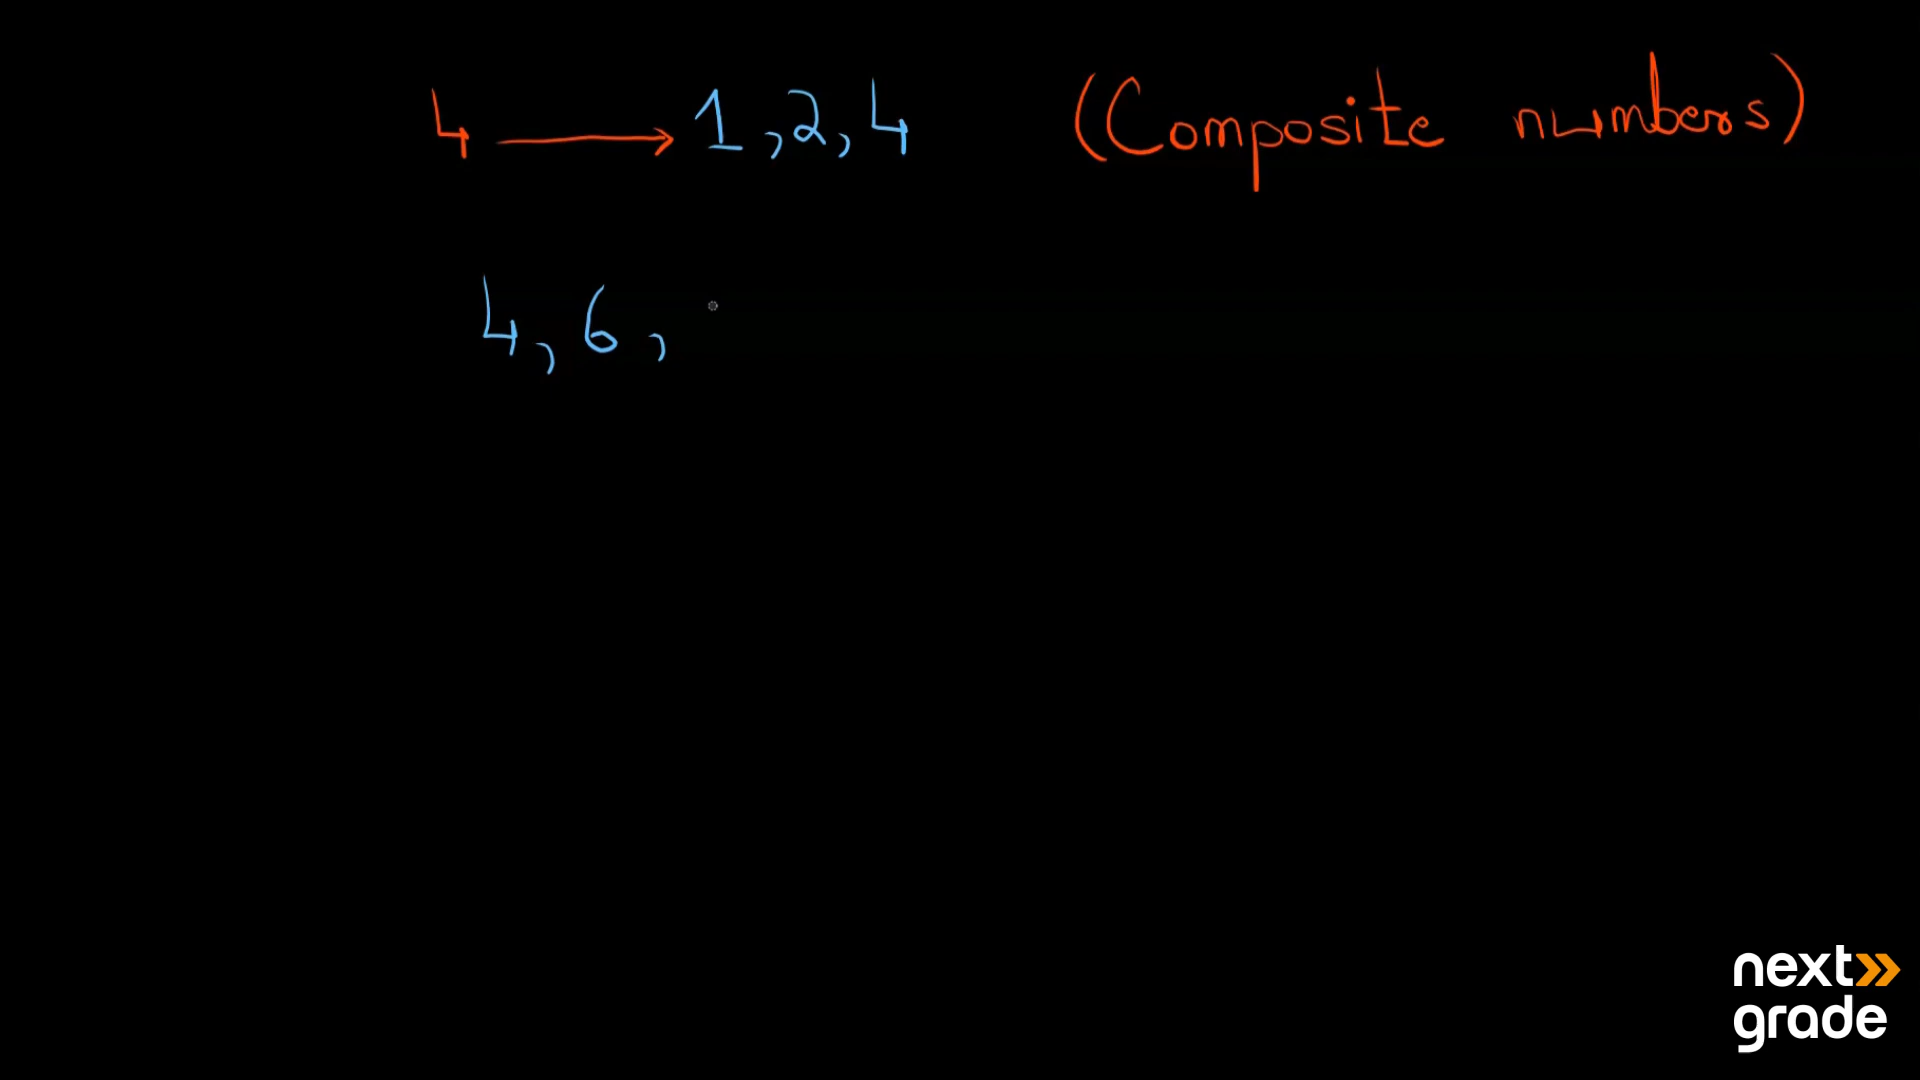 4 → 1, 2, 4 (Composite numbers)
4, 6,
next
grade